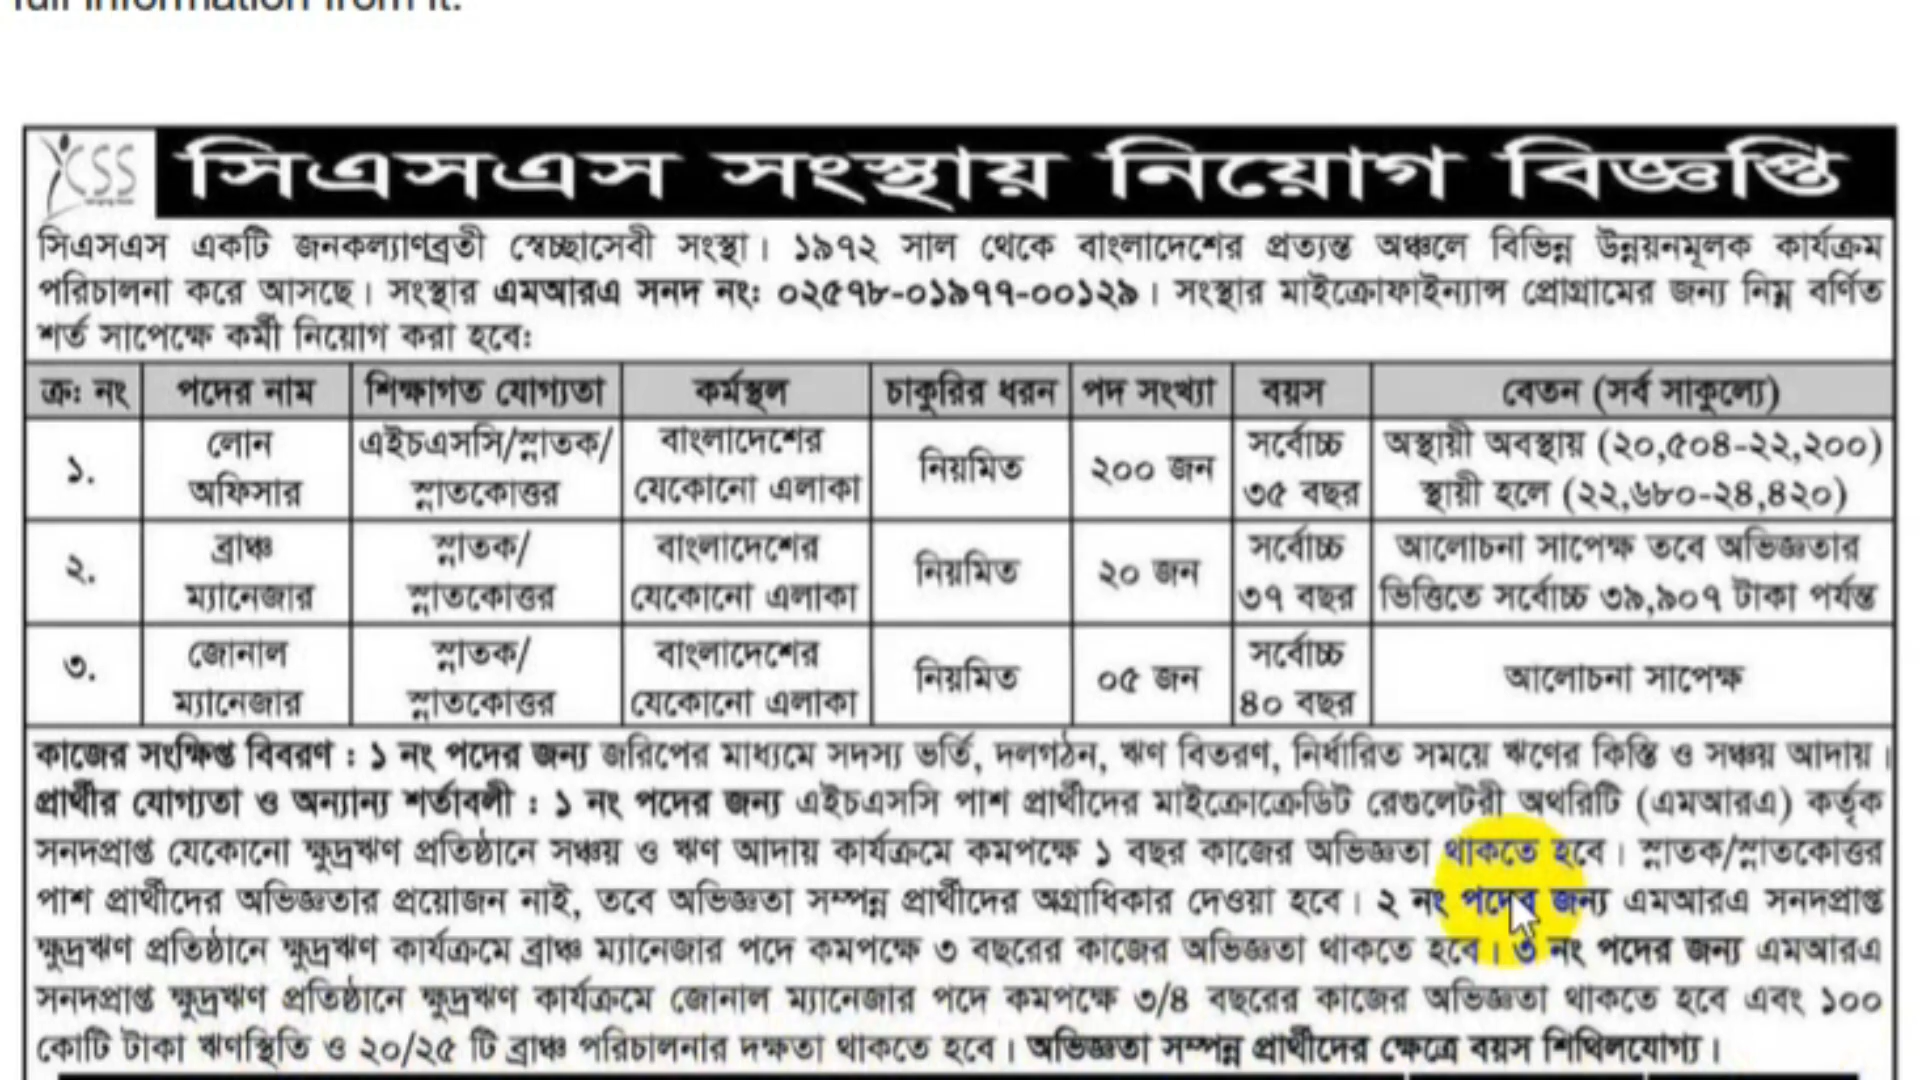 full information from it.
CSS
সিএসএস সংস্থায় নিয়োগ বিজ্ঞপ্তি
সিএসএস একটি জনকল্যাণব্রতী স্বেচ্ছাসেবী সংস্থা। ১৯৭২ সাল থেকে বাংলাদেশের প্রত্যন্ত অঞ্চলে বিভিন্ন উন্নয়নমূলক কার্যক্রম
পরিচালনা করে আসছে। সংস্থার এমআরএ সনদ নং: ০২৫৭৮-০১৯৭৭-০০১২৯। সংস্থার মাইক্রোফাইন্যান্স প্রোগ্রামের জন্য নিম্ন বর্ণিত
শর্ত সাপেক্ষে কর্মী নিয়োগ করা হবে:
ক্র: নং পদের নাম শিক্ষাগত যোগ্যতা কর্মস্থল চাকুরির ধরন পদ সংখ্যা বয়স বেতন (সর্ব সাকুল্যে)
১. লোন অফিসার এইচএসসি/স্নাতক/ স্নাতকোত্তর বাংলাদেশের যেকোনো এলাকা নিয়মিত ২০০ জন সর্বোচ্চ ৩৫ বছর অস্থায়ী অবস্থায় (২০,৫০৪-২২,২০০) স্থায়ী হলে (২২,৬৮০-২৪,৪২০)
২. ব্রাঞ্চ ম্যানেজার স্নাতক/ স্নাতকোত্তর বাংলাদেশের যেকোনো এলাকা নিয়মিত ২০ জন সর্বোচ্চ ৩৭ বছর আলোচনা সাপেক্ষ তবে অভিজ্ঞতার ভিত্তিতে সর্বোচ্চ ৩৯,৯০৭ টাকা পর্যন্ত
৩. জোনাল ম্যানেজার স্নাতক/ স্নাতকোত্তর বাংলাদেশের যেকোনো এলাকা নিয়মিত ০৫ জন সর্বোচ্চ ৪০ বছর আলোচনা সাপেক্ষ
কাজের সংক্ষিপ্ত বিবরণ : ১ নং পদের জন্য জরিপের মাধ্যমে সদস্য ভর্তি, দলগঠন, ঋণ বিতরণ, নির্ধারিত সময়ে ঋণের কিস্তি ও সঞ্চয় আদায়।
প্রার্থীর যোগ্যতা ও অন্যান্য শর্তাবলী : ১ নং পদের জন্য এইচএসসি পাশ প্রার্থীদের মাইক্রোক্রেডিট রেগুলেটরী অথরিটি (এমআরএ) কর্তৃক
সনদপ্রাপ্ত যেকোনো ক্ষুদ্রঋণ প্রতিষ্ঠানে সঞ্চয় ও ঋণ আদায় কার্যক্রমে কমপক্ষে ১ বছর কাজের অভিজ্ঞতা থাকতে হবে। স্নাতক/স্নাতকোত্তর
পাশ প্রার্থীদের অভিজ্ঞতার প্রয়োজন নাই, তবে অভিজ্ঞতা সম্পন্ন প্রার্থীদের অগ্রাধিকার দেওয়া হবে। ২ নং পদের জন্য এমআরএ সনদপ্রাপ্ত
ক্ষুদ্রঋণ প্রতিষ্ঠানে ক্ষুদ্রঋণ কার্যক্রমে ব্রাঞ্চ ম্যানেজার পদে কমপক্ষে ৩ বছরের কাজের অভিজ্ঞতা থাকতে হবে। ৩ নং পদের জন্য এমআরএ
সনদপ্রাপ্ত ক্ষুদ্রঋণ প্রতিষ্ঠানে ক্ষুদ্রঋণ কার্যক্রমে জোনাল ম্যানেজার পদে কমপক্ষে ৩/৪ বছরের কাজের অভিজ্ঞতা থাকতে হবে এবং ১০০
কোটি টাকা ঋণস্থিতি ও ২০/২৫ টি ব্রাঞ্চ পরিচালনার দক্ষতা থাকতে হবে। অভিজ্ঞতা সম্পন্ন প্রার্থীদের ক্ষেত্রে বয়স শিথিলযোগ্য।